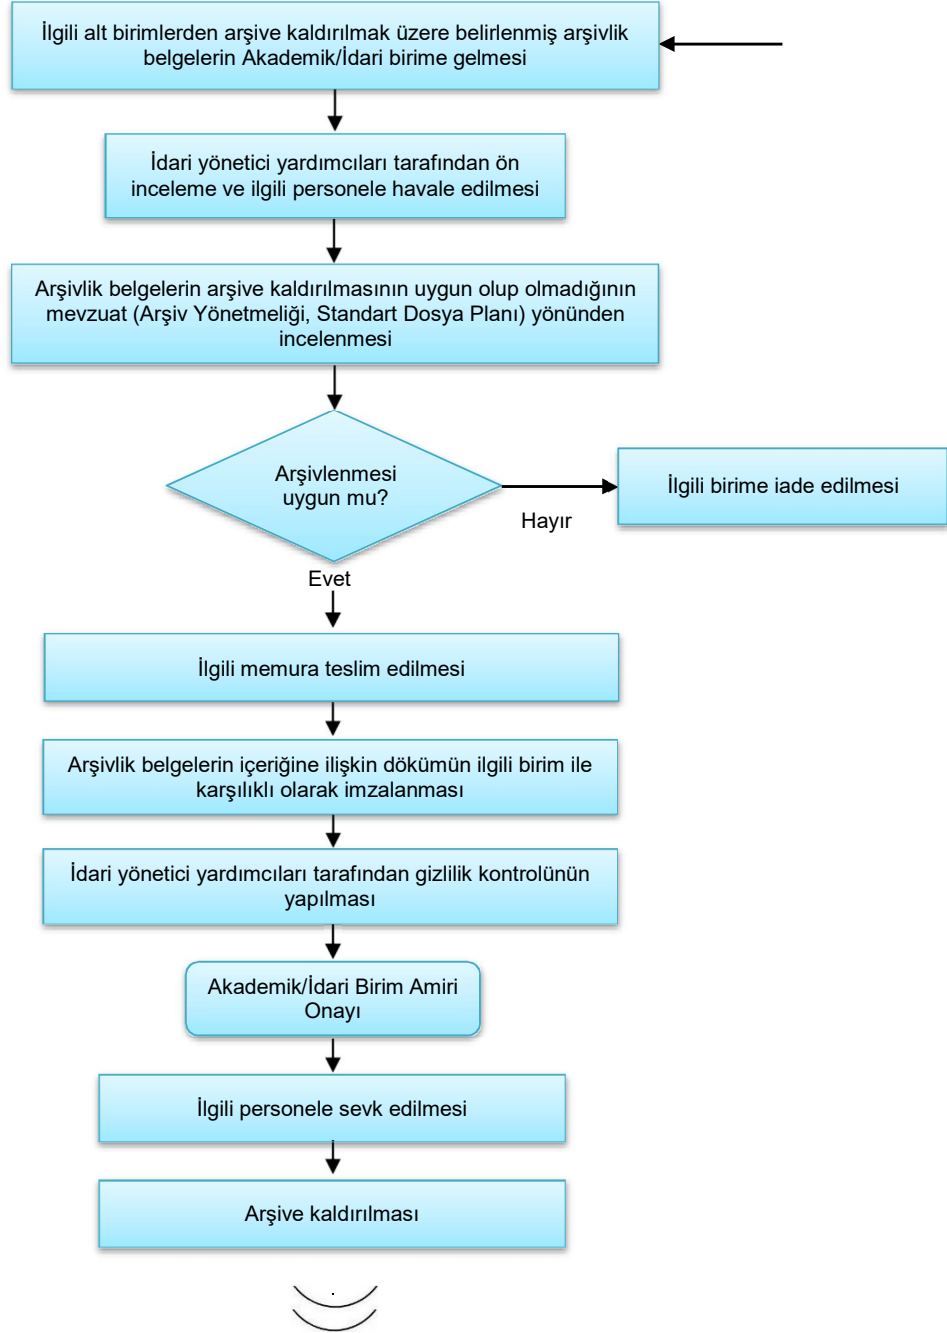 İlgili alt birimlerden arşive kaldırılmak üzere belirlenmiş arşivlik
belgelerin Akademik/İdari birime gelmesi
İdari yönetici yardımcıları tarafından ön
inceleme ve ilgili personele havale edilmesi
Arşivlik belgelerin arşive kaldırılmasının uygun olup olmadığının
mevzuat (Arşiv Yönetmeliği, Standart Dosya Planı) yönünden
incelenmesi
Arşivlenmesi
uygun mu?
İlgili birime iade edilmesi
Hayır
Evet
İlgili memura teslim edilmesi
Arşivlik belgelerin içeriğine ilişkin dökümün ilgili birim ile
karşılıklı olarak imzalanması
İdari yönetici yardımcıları tarafından gizlilik kontrolünün
yapılması
Akademik/İdari Birim Amiri
Onayı
İlgili personele sevk edilmesi
Arşive kaldırılması
.